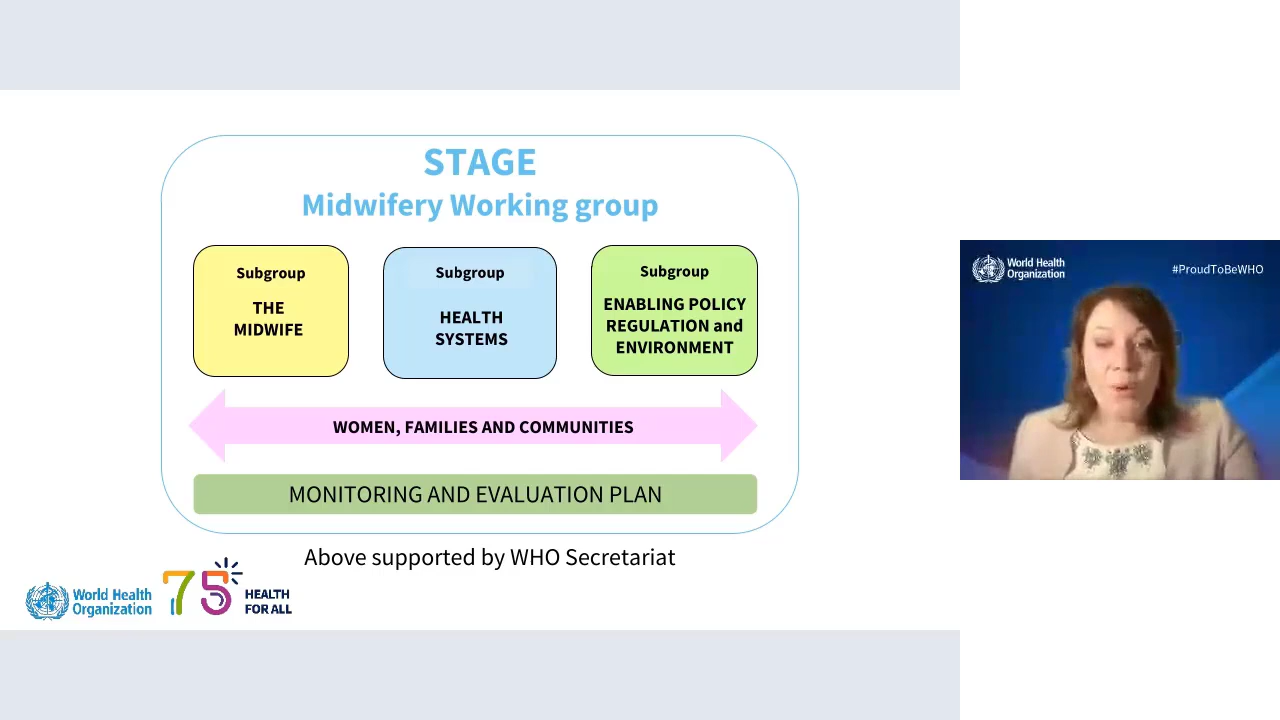 STAGE
Midwifery Working group
Subgroup
THE
MIDWIFE
Subgroup
HEALTH
SYSTEMS
Subgroup
ENABLING POLICY
REGULATION and
ENVIRONMENT
WOMEN, FAMILIES AND COMMUNITIES
MONITORING AND EVALUATION PLAN
Above supported by WHO Secretariat
World Health
Organization
75
HEALTH
FOR ALL
World Health
Organization
#ProudToBeWHO